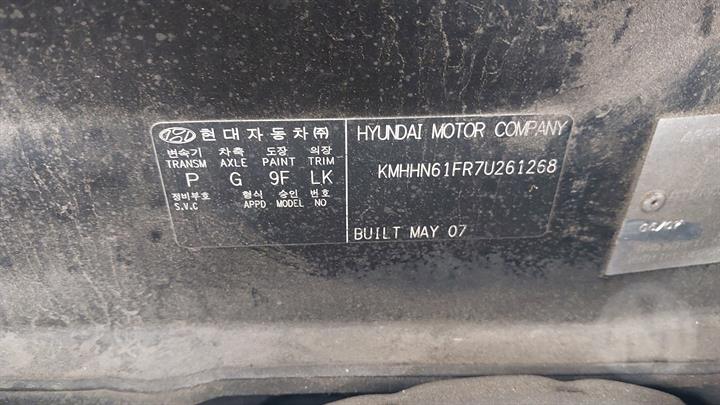 현대자동차㈜
변속기 차축 도장 의장
TRANSM AXLE PAINT TRIM
P G 9F LK
정비부호 형식 승인 번호
S.V.C APPD MODEL NO
HYUNDAI MOTOR COMPANY
KMHHN61FR7U261268
BUILT MAY 07